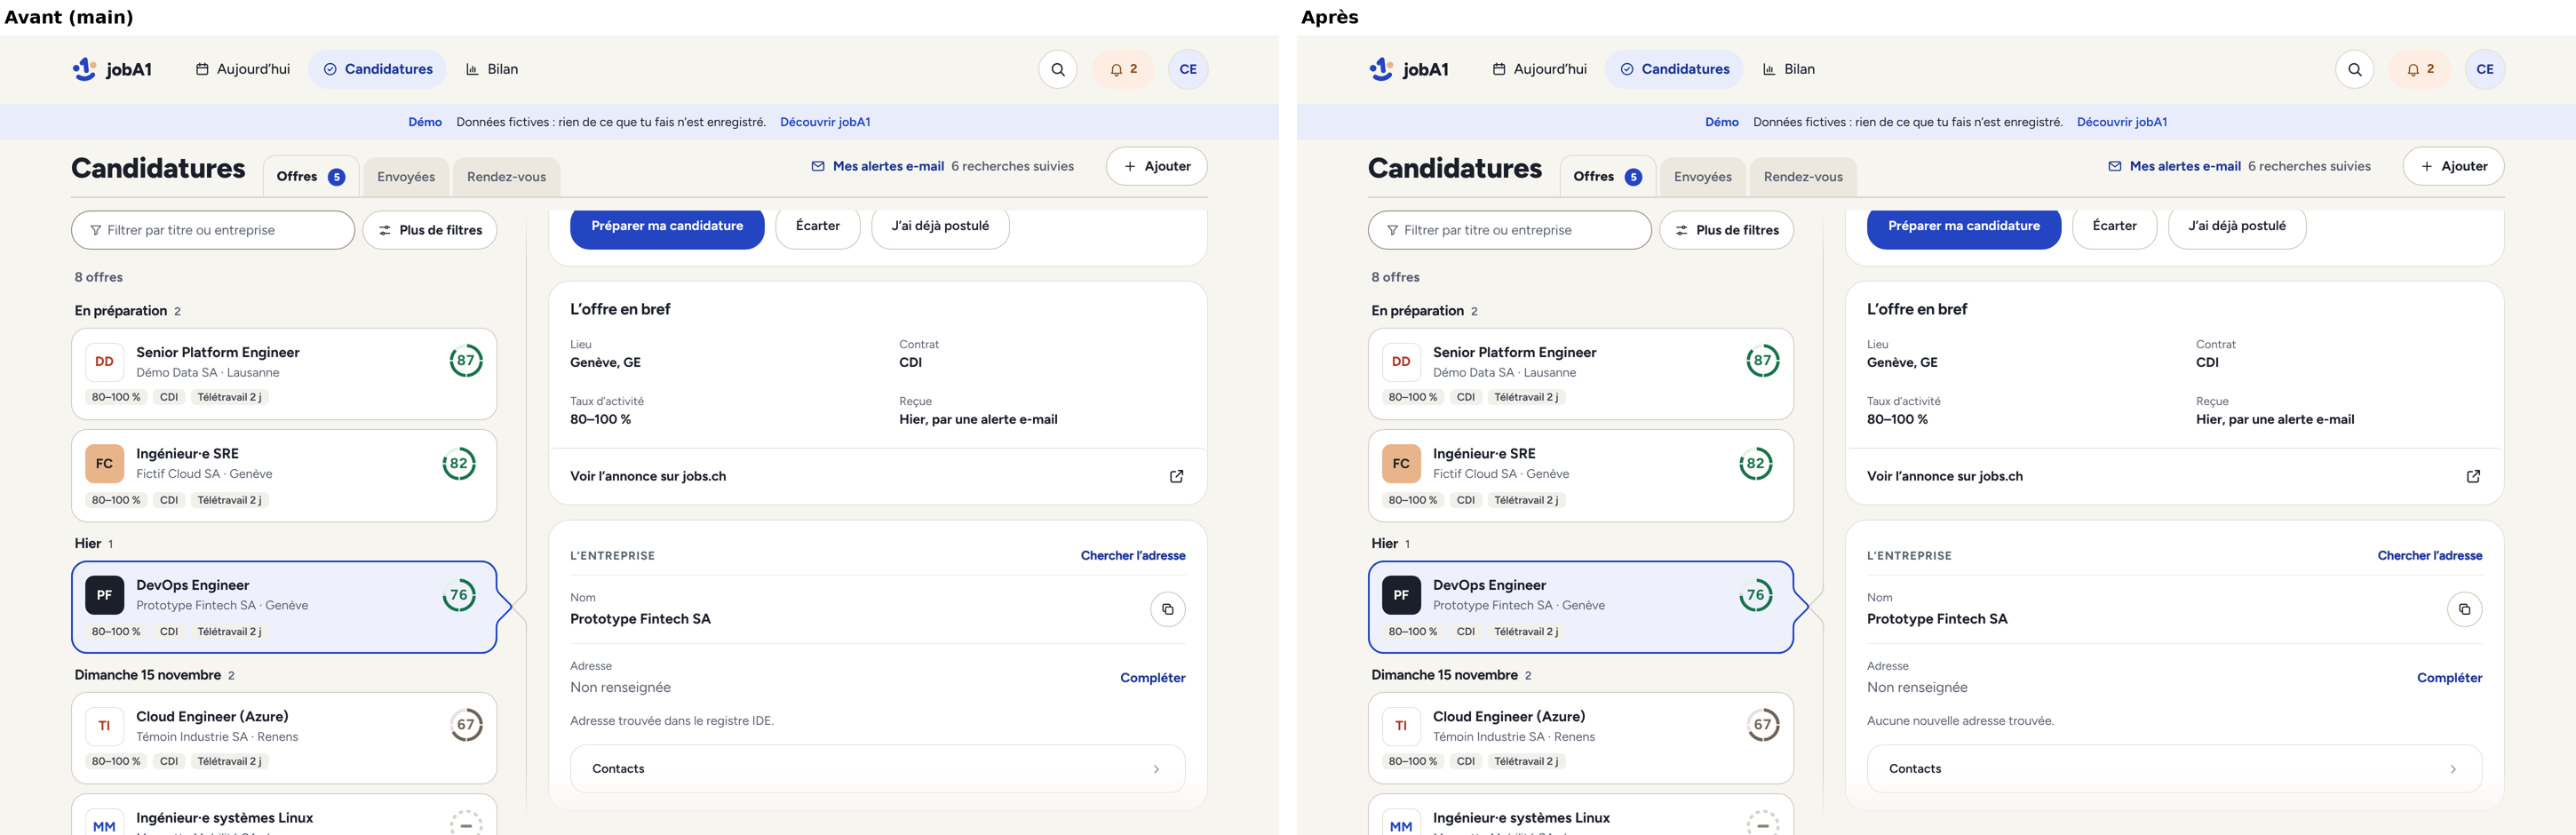 Avant (main)
jobA1
Aujourd’hui
Candidatures
Bilan
2
CE
Démo Données fictives : rien de ce que tu fais n’est enregistré. Découvrir jobA1
Candidatures
Offres 5
Envoyées
Rendez-vous
Mes alertes e-mail 6 recherches suivies
Ajouter
Filtrer par titre ou entreprise
Plus de filtres
8 offres
En préparation 2
DD
Senior Platform Engineer
Démo Data SA · Lausanne
87
80–100 % CDI Télétravail 2 j
FC
Ingénieur·e SRE
Fictif Cloud SA · Genève
82
80–100 % CDI Télétravail 2 j
Hier 1
PF
DevOps Engineer
Prototype Fintech SA · Genève
76
80–100 % CDI Télétravail 2 j
Dimanche 15 novembre 2
TI
Cloud Engineer (Azure)
Témoin Industrie SA · Renens
67
80–100 % CDI Télétravail 2 j
MM
Ingénieur·e systèmes Linux
Préparer ma candidature
Écarter
J’ai déjà postulé
L’offre en bref
Lieu
Genève, GE
Contrat
CDI
Taux d’activité
80–100 %
Reçue
Hier, par une alerte e-mail
Voir l’annonce sur jobs.ch
L’ENTREPRISE
Chercher l’adresse
Nom
Prototype Fintech SA
Adresse
Non renseignée
Compléter
Adresse trouvée dans le registre IDE.
Contacts
Après
jobA1
Aujourd’hui
Candidatures
Bilan
2
CE
Démo Données fictives : rien de ce que tu fais n’est enregistré. Découvrir jobA1
Candidatures
Offres 5
Envoyées
Rendez-vous
Mes alertes e-mail 6 recherches suivies
Ajouter
Filtrer par titre ou entreprise
Plus de filtres
8 offres
En préparation 2
DD
Senior Platform Engineer
Démo Data SA · Lausanne
87
80–100 % CDI Télétravail 2 j
FC
Ingénieur·e SRE
Fictif Cloud SA · Genève
82
80–100 % CDI Télétravail 2 j
Hier 1
PF
DevOps Engineer
Prototype Fintech SA · Genève
76
80–100 % CDI Télétravail 2 j
Dimanche 15 novembre 2
TI
Cloud Engineer (Azure)
Témoin Industrie SA · Renens
67
80–100 % CDI Télétravail 2 j
MM
Ingénieur·e systèmes Linux
Préparer ma candidature
Écarter
J’ai déjà postulé
L’offre en bref
Lieu
Genève, GE
Contrat
CDI
Taux d’activité
80–100 %
Reçue
Hier, par une alerte e-mail
Voir l’annonce sur jobs.ch
L’ENTREPRISE
Chercher l’adresse
Nom
Prototype Fintech SA
Adresse
Non renseignée
Compléter
Aucune nouvelle adresse trouvée.
Contacts